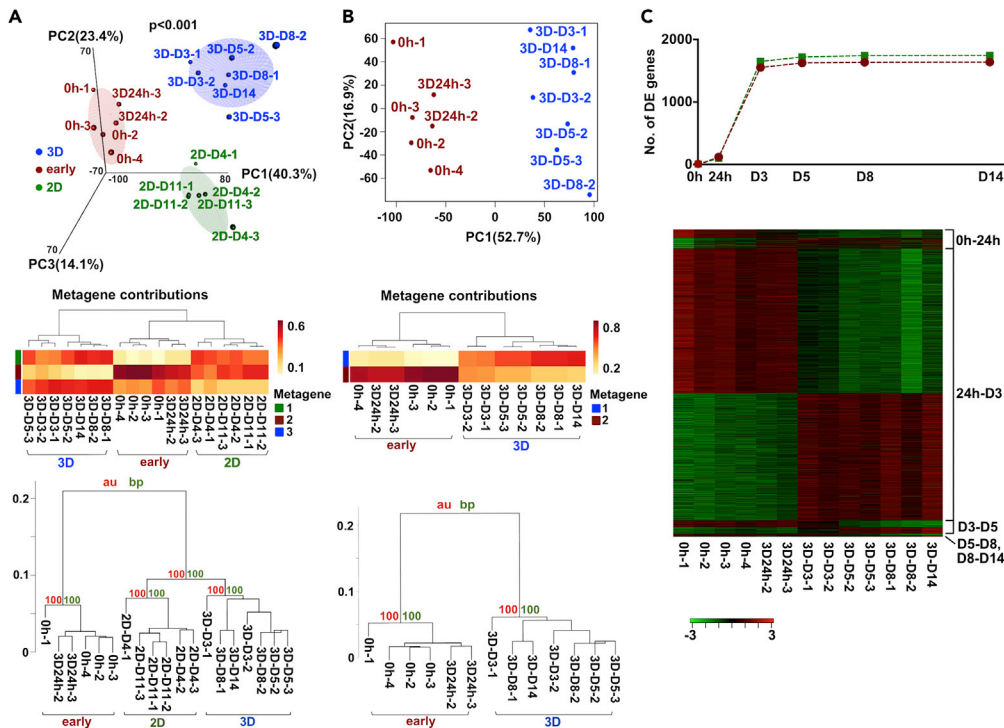 A
p<0.001
PC2(23.4%)
70
3D-D8-2
3D-D3-1
3D-D5-2
0h-1
3D24h-3
3D-D8-1
3D-D3-2
3D24h-2
3D-D14
0h-3
0h-2
3D-D5-3
0h-4
3D
early
2D
-70
-100
80
PC1(40.3%)
2D-D4-1
2D-D11-1
2D-D4-2
2D-D11-2
2D-D11-3
2D-D4-3
70
PC3(14.1%)
Metagene contributions
0.6
0.1
Metagene
1
2
3
3D-D5-3
3D-D3-2
3D-D3-1
3D-D5-2
3D-D14
3D-D8-2
3D-D8-1
0h-4
0h-2
0h-3
0h-1
3D24h-2
3D24h-3
2D-D4-3
2D-D4-1
2D-D11-3
2D-D4-2
2D-D11-1
2D-D11-2
3D
early
2D
au bp
0.2
0.1
0.05
0
100 100
100 100
100 100
0h-1
3D24h-3
3D24h-2
0h-4
0h-2
0h-3
2D-D4-1
2D-D11-3
2D-D11-1
2D-D11-2
2D-D4-2
2D-D4-3
3D-D3-1
3D-D8-1
3D-D14
3D-D3-2
3D-D8-2
3D-D5-2
3D-D5-3
early
2D
3D
B
PC2(16.9%)
60
40
20
0
-20
-40
-60
-100
-50
0
50
100
PC1(52.7%)
0h-1
3D-D3-1
3D-D14
3D-D8-1
3D24h-3
3D-D3-2
0h-3
3D24h-2
3D-D5-2
0h-2
3D-D5-3
0h-4
3D-D8-2
Metagene contributions
0.8
0.2
Metagene
1
2
0h-4
3D24h-2
3D24h-3
0h-3
0h-2
0h-1
3D-D3-2
3D-D3-1
3D-D5-3
3D-D5-2
3D-D8-2
3D-D8-1
3D-D14
early
3D
au bp
0.2
0.1
0.05
0
100 100
100 100
0h-1
0h-4
0h-2
0h-3
3D24h-2
3D24h-3
3D-D3-1
3D-D8-1
3D-D14
3D-D3-2
3D-D8-2
3D-D5-2
3D-D5-3
early
3D
C
No. of DE genes
2000
1000
0
0h
24h
D3
D5
D8
D14
0h-24h
24h-D3
D3-D5
D5-D8,
D8-D14
0h-1
0h-2
0h-3
0h-4
3D24h-2
3D24h-3
3D-D3-1
3D-D3-2
3D-D5-2
3D-D5-3
3D-D8-1
3D-D8-2
3D-D14
-3
3